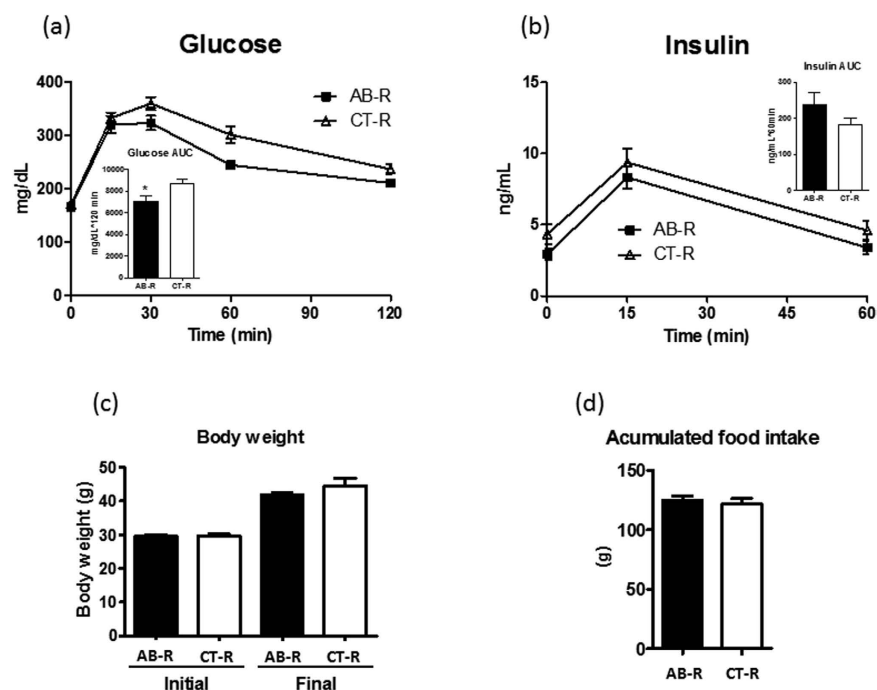 (a)
Glucose
400
300
200
100
0
mg/dL
AB-R
CT-R
Glucose AUC
10000
8000
6000
4000
2000
0
mg/dL*120 min
*
AB-R CT-R
0 30 60 90 120
Time (min)
(b)
Insulin
15
10
5
0
ng/mL
Insulin AUC
300
200
100
0
ng/mL*60min
AB-R CT-R
AB-R
CT-R
0 15 30 45 60
Time (min)
(c)
Body weight
50
40
30
20
10
0
Body weight (g)
AB-R CT-R AB-R CT-R
Initial Final
(d)
Acumulated food intake
150
100
50
0
(g)
AB-R CT-R